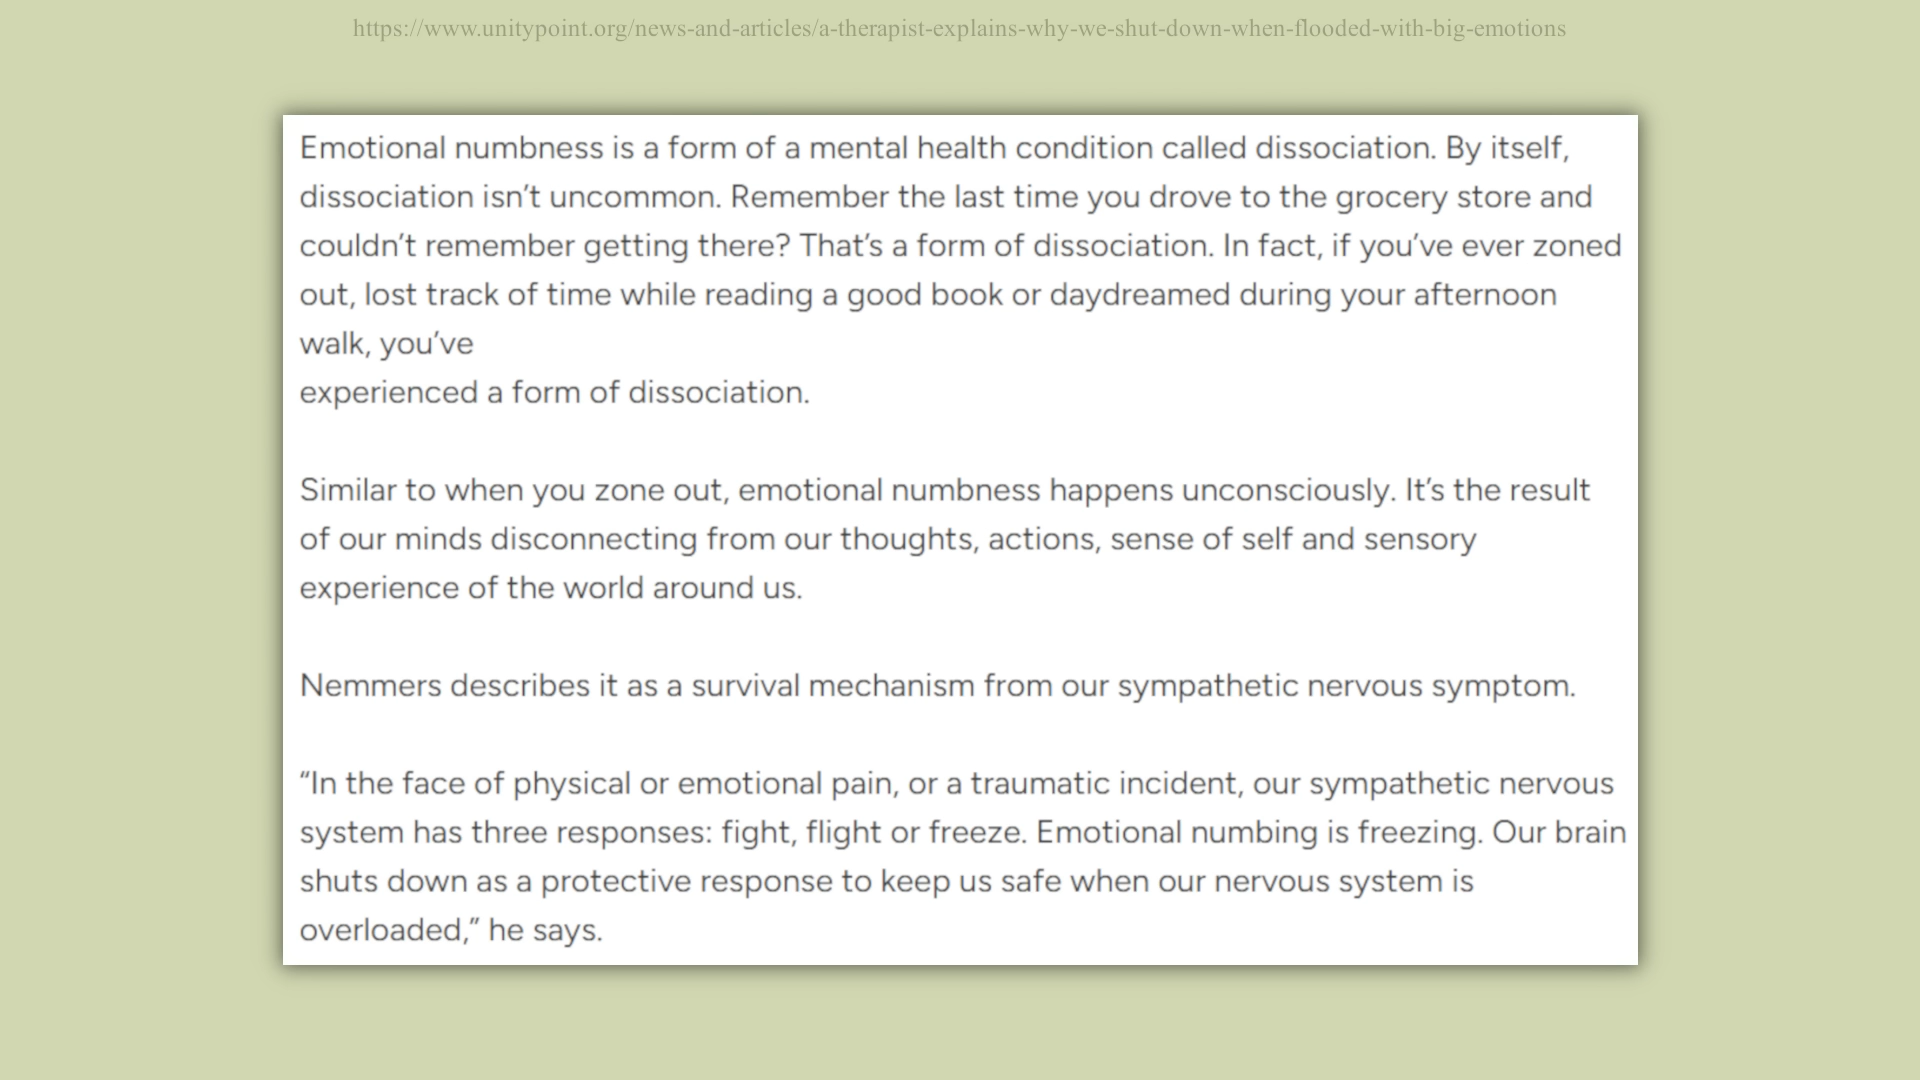 https://www.unitypoint.org/news-and-articles/a-therapist-explains-why-we-shut-down-when-flooded-with-big-emotions
Emotional numbness is a form of a mental health condition called dissociation. By itself,
dissociation isn’t uncommon. Remember the last time you drove to the grocery store and
couldn’t remember getting there? That’s a form of dissociation. In fact, if you’ve ever zoned
out, lost track of time while reading a good book or daydreamed during your afternoon
walk, you’ve
experienced a form of dissociation.
Similar to when you zone out, emotional numbness happens unconsciously. It’s the result
of our minds disconnecting from our thoughts, actions, sense of self and sensory
experience of the world around us.
Nemmers describes it as a survival mechanism from our sympathetic nervous symptom.
“In the face of physical or emotional pain, or a traumatic incident, our sympathetic nervous
system has three responses: fight, flight or freeze. Emotional numbing is freezing. Our brain
shuts down as a protective response to keep us safe when our nervous system is
overloaded,” he says.